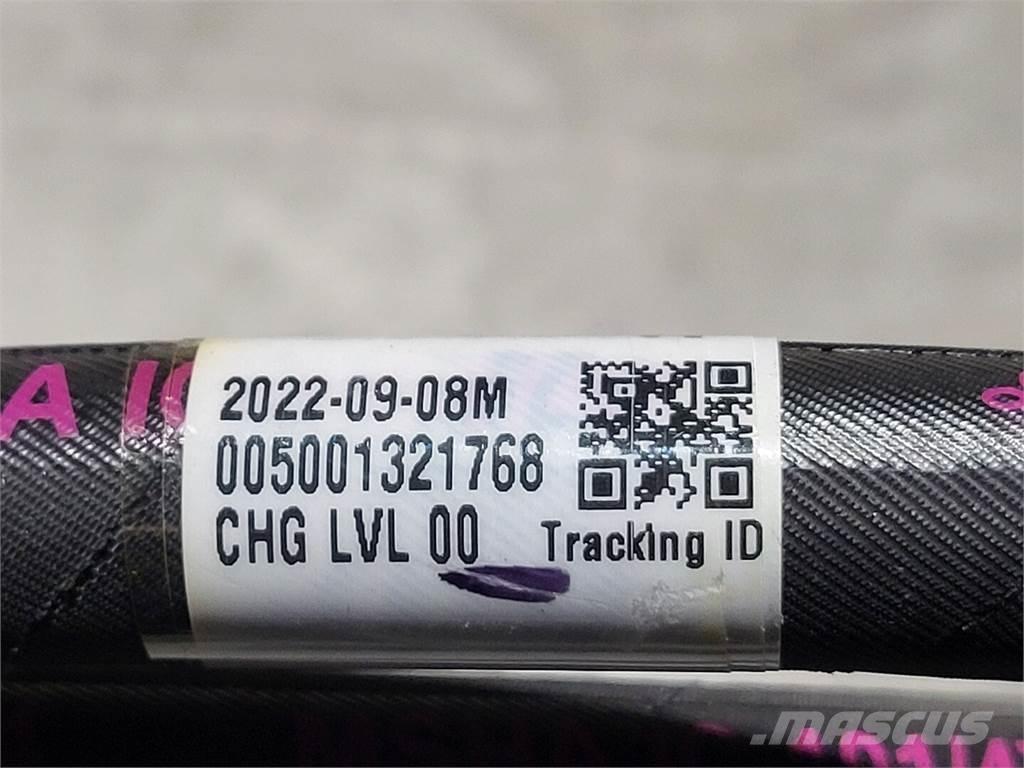 2022-09-08M
005001321768
CHG LVL 00
Tracking ID
A
MASCUS